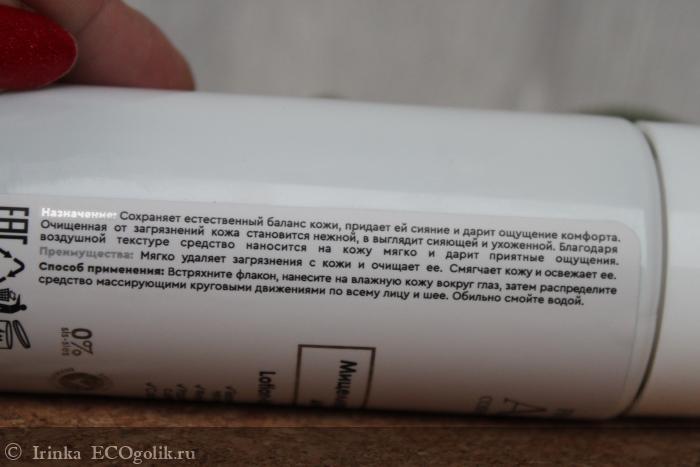 Назначение: Сохраняет естественный баланс кожи, придает ей сияние и дарит ощущение комфорта.
Очищенная от загрязнений кожа становится нежной, в выглядит сияющей и ухоженной. Благодаря
воздушной текстуре средство наносится на кожу мягко и дарит приятные ощущения.
Преимущества: Мягко удаляет загрязнения с кожи и очищает ее. Смягчает кожу и освежает ее.
Способ применения: Встряхните флакон, нанесите на влажную кожу вокруг глаз, затем распределите
средство массирующими круговыми движениями по всему лицу и шее. Обильно смойте водой.
EAC
0%
sls-sles
Irinka ECOgolik.ru